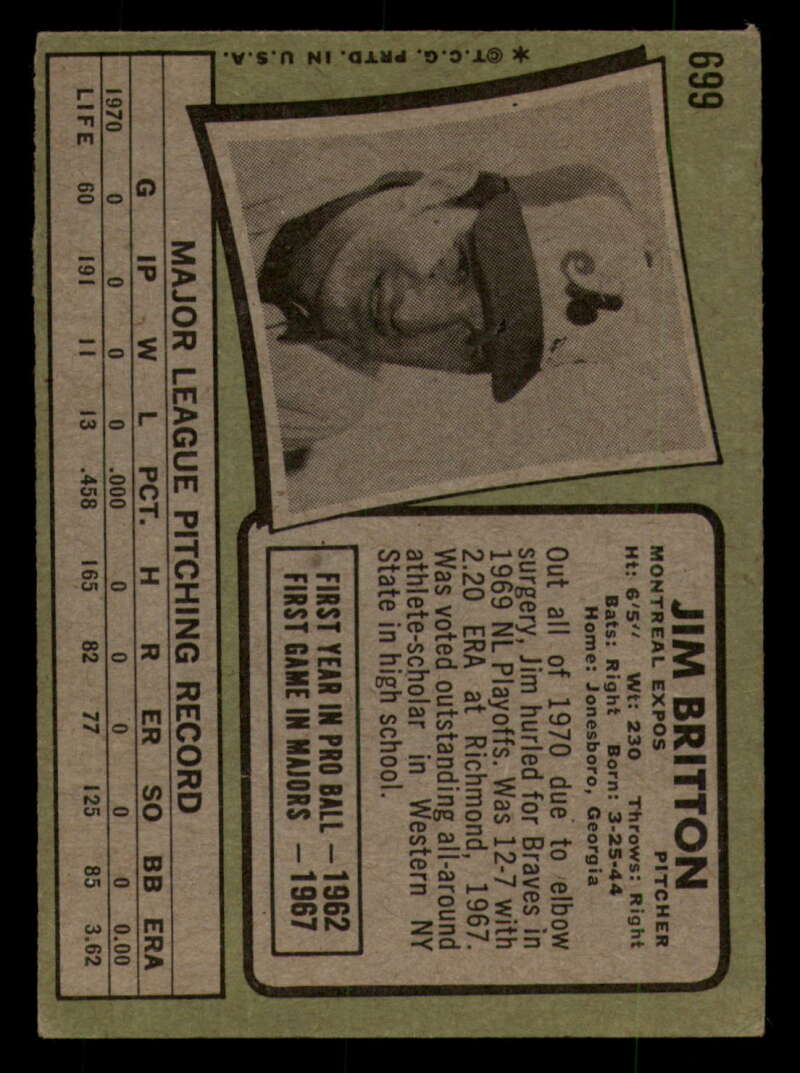 699
* ©T.C.G. PRTD. IN U.S.A.
JIM BRITTON
MONTREAL EXPOS PITCHER
Ht: 6'5" Wt: 230 Throws: Right
Bats: Right Born: 3-25-44
Home: Jonesboro, Georgia
Out all of 1970 due to elbow
surgery, Jim hurled for Braves in
1969 NL Playoffs. Was 12-7 with
2.20 ERA at Richmond, 1967.
Was voted outstanding all-around
athlete-scholar in Western NY
State in high school.
FIRST YEAR IN PRO BALL — 1962
FIRST GAME IN MAJORS — 1967
MAJOR LEAGUE PITCHING RECORD
G IP W L PCT. H R ER SO BB ERA
1970 0 0 0 0 .000 0 0 0 0 0 0.00
LIFE 60 191 11 13 .458 165 82 77 125 85 3.62